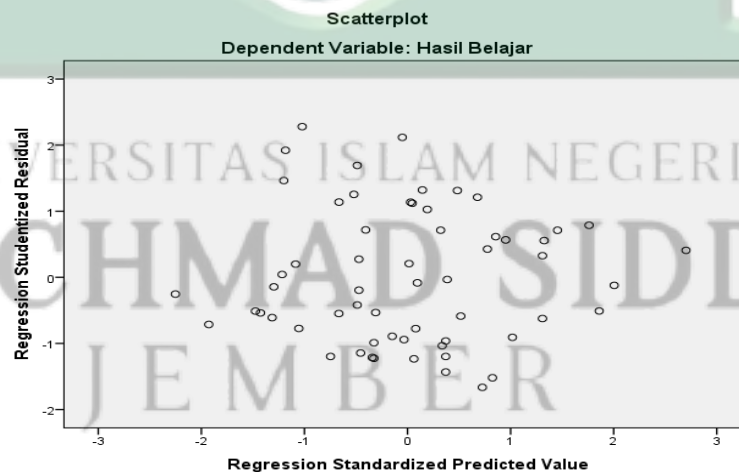 Scatterplot
Dependent Variable: Hasil Belajar
Regression Studentized Residual
3
2
1
0
-1
-2
-3
-2
-1
0
1
2
3
Regression Standardized Predicted Value
VERSITAS ISLAM NEGERI
CHMAD SIDD
JEMBER